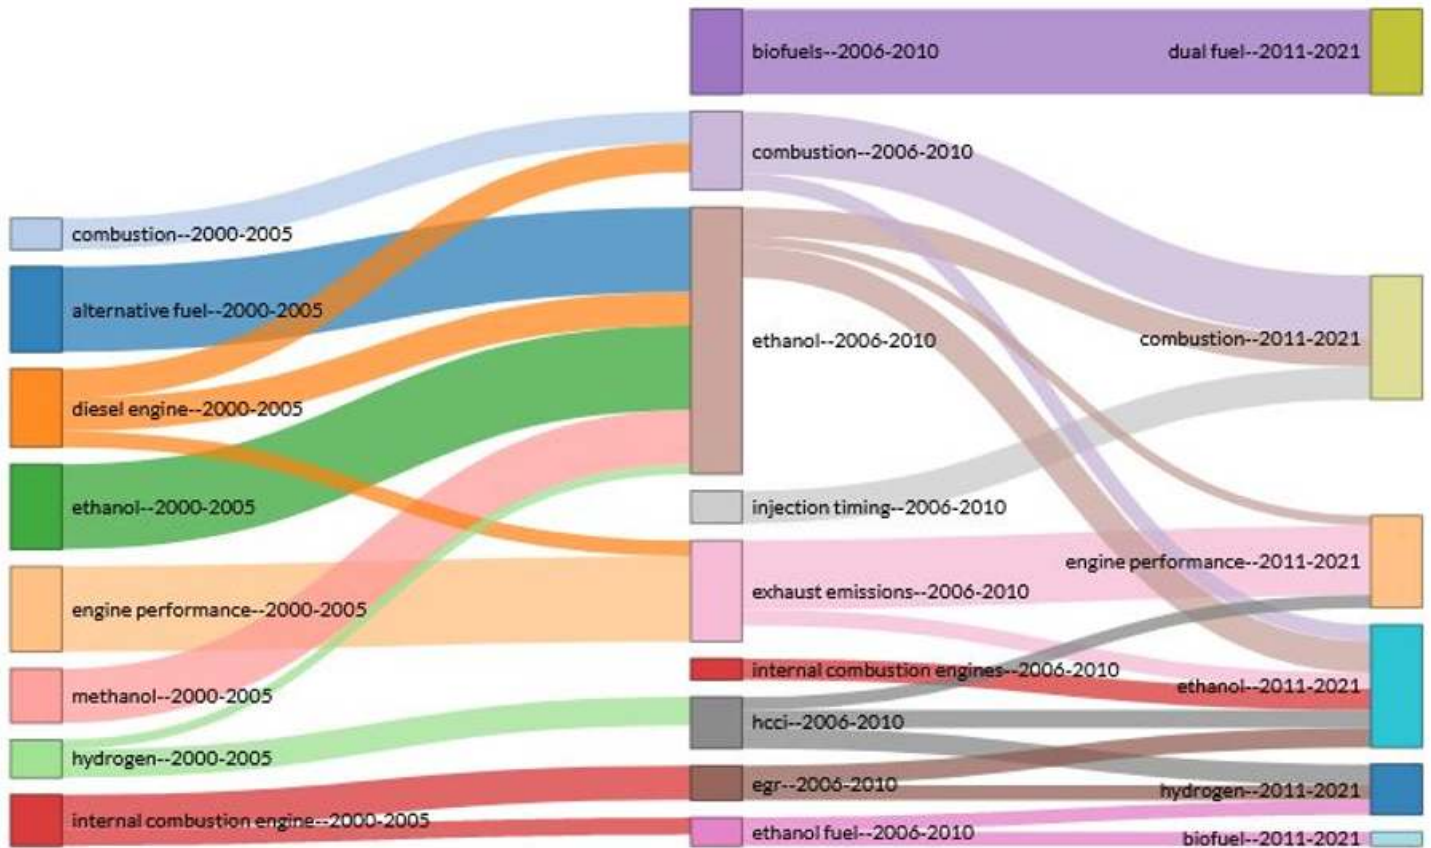 biofuels--2006-2010
dual fuel--2011-2021
combustion--2006-2010
combustion--2000-2005
alternative fuel--2000-2005
combustion--2011-2021
ethanol--2006-2010
diesel engine--2000-2005
ethanol--2000-2005
injection timing--2006-2010
engine performance--2011-2021
exhaust emissions--2006-2010
engine performance--2000-2005
internal combustion engines--2006-2010
ethanol--2011-2021
methanol--2000-2005
hcci--2006-2010
hydrogen--2000-2005
egr--2006-2010
hydrogen--2011-2021
internal combustion engine--2000-2005
ethanol fuel--2006-2010
biofuel--2011-2021